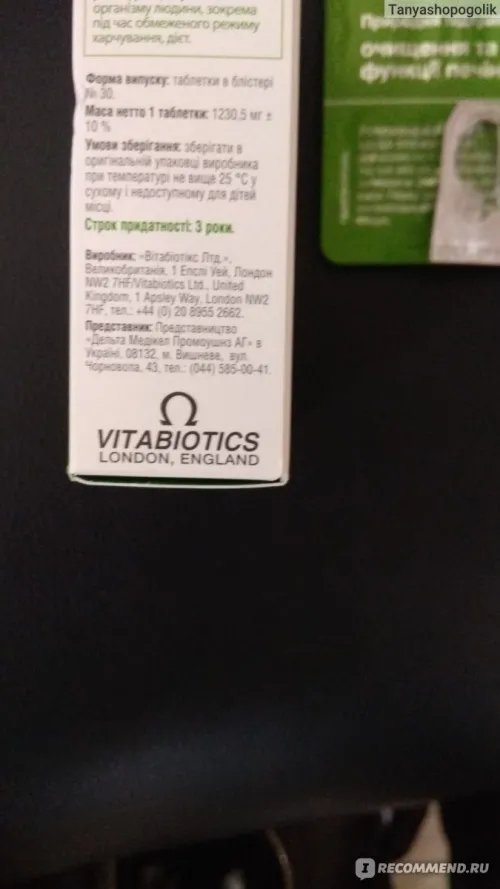 Tanyashopogolik
організму людини, зокрема
під час обмеженого режиму
харчування, дієт.
Форма випуску: таблетки в блістері
№ 30.
Маса нетто 1 таблетки: 1230,5 мг ±
10 %
Умови зберігання: зберігати в
оригінальній упаковці виробника
при температурі не вище 25 °С у
сухому і недоступному для дітей
місці.
Строк придатності: 3 роки.
Виробник: «Вітабіотікс Лтд.»,
Великобританія, 1 Епслі Уей, Лондон
NW2 7HF/Vitabiotics Ltd., United
Kingdom, 1 Apsley Way, London NW2
7HF, тел.: +44 (0) 20 8955 2662.
Представник: Представництво
«Дельта Медікел Промоушнз АГ» в
Україні, 08132, м. Вишневе, вул.
Чорновола, 43, тел.: (044) 585-00-41.
VITABIOTICS
LONDON, ENGLAND
очищення та
функції
IRECOMMEND.RU